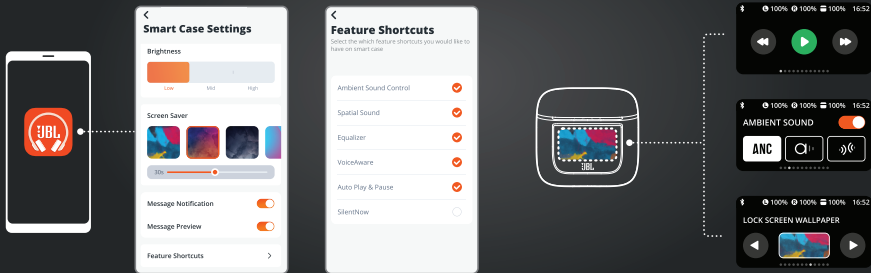 JBL
Smart Case Settings
Brightness
Low Mid High
Screen Saver
30s
Message Notification
Message Preview
Feature Shortcuts
Feature Shortcuts
Select the which feature shortcuts you would like to
have on smart case
Ambient Sound Control
Spatial Sound
Equalizer
VoiceAware
Auto Play & Pause
SilentNow
JBL
L 100% R 100% 100% 16:52
L 100% R 100% 100% 16:52
AMBIENT SOUND
ANC
L 100% R 100% 100% 16:52
LOCK SCREEN WALLPAPER